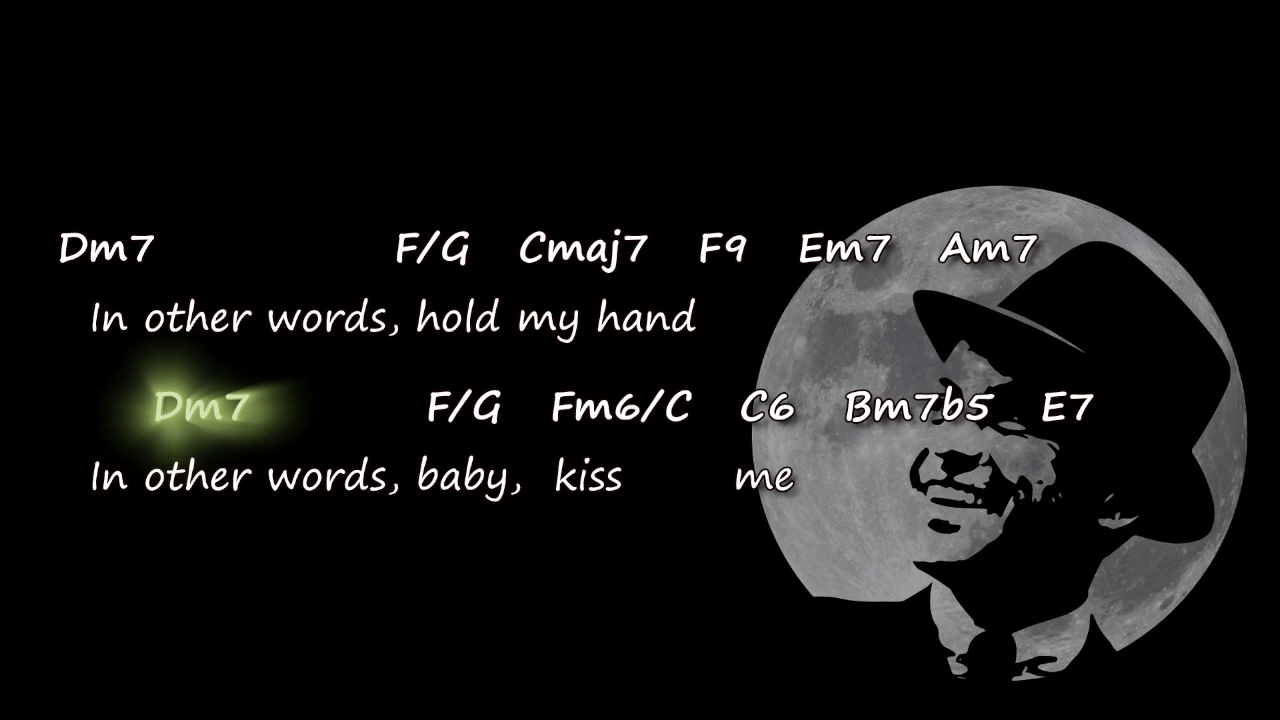 Dm7 F/G Cmaj7 F9 Em7 Am7
In other words, hold my hand
Dm7 F/G Fm6/C C6 Bm7b5 E7
In other words, baby, kiss me